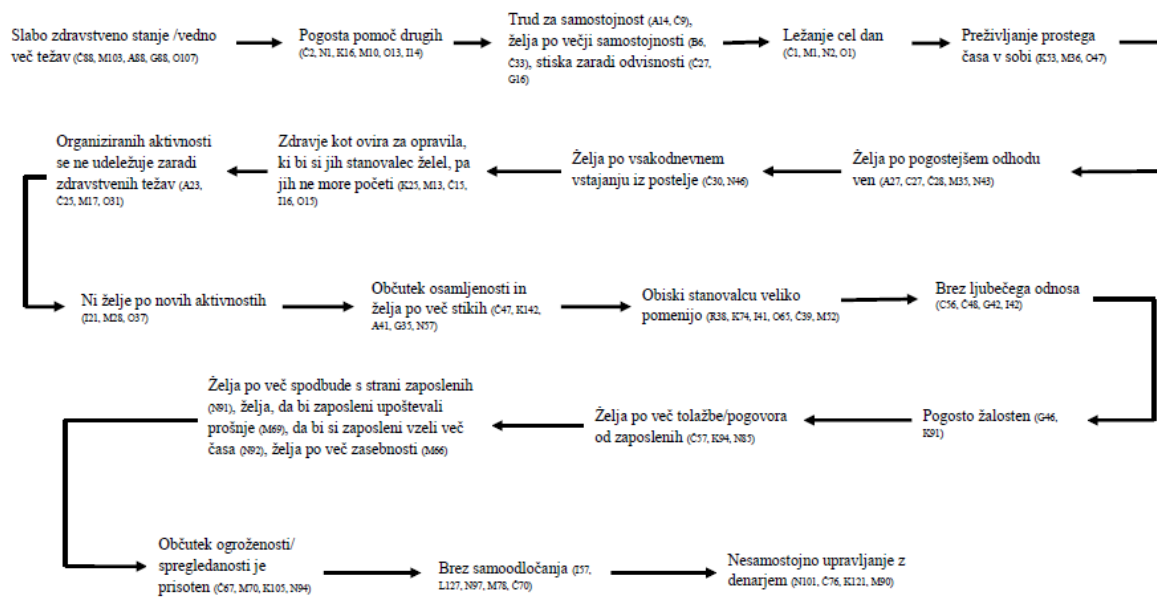 Slabo zdravstveno stanje /vedno
več težav (Č88, M103, A88, G88, O107)
Pogosta pomoč drugih
(Č2, N1, K16, M10, O13, I14)
Trud za samostojnost (A14, Č9),
želja po večji samostojnosti (B6,
Č33), stiska zaradi odvisnosti (Č27,
G16)
Ležanje cel dan
(Č1, M1, N2, O1)
Preživljanje prostega
časa v sobi (K53, M36, O47)
Želja po pogostejšem odhodu
ven (A27, C27, Č28, M35, N43)
Želja po vsakodnevnem
vstajanju iz postelje (Č30, N46)
Zdravje kot ovira za opravila,
ki bi si jih stanovalec želel, pa
jih ne more početi (K25, M13, Č15,
I16, O15)
Organiziranih aktivnosti
se ne udeležuje zaradi
zdravstvenih težav (A23,
Č25, M17, O31)
Ni želje po novih aktivnostih
(I21, M28, O37)
Občutek osamljenosti in
želja po več stikih (Č47, K142,
A41, G35, N57)
Obiski stanovalcu veliko
pomenijo (R38, K74, I41, O65, Č39, M52)
Brez ljubečega odnosa
(C56, Č48, G42, I42)
Pogosto žalosten (G46,
K91)
Želja po več tolažbe/pogovora
od zaposlenih (Č57, K94, N85)
Želja po več spodbude s strani zaposlenih
(N91), želja, da bi zaposleni upoštevali
prošnje (M69), da bi si zaposleni vzeli več
časa (N92), želja po več zasebnosti (M66)
Občutek ogroženosti/
spregledanosti je
prisoten (Č67, M70, K105, N94)
Brez samoodločanja (I57,
L127, N97, M78, Č70)
Nesamostojno upravljanje z
denarjem (N101, Č76, K121, M90)